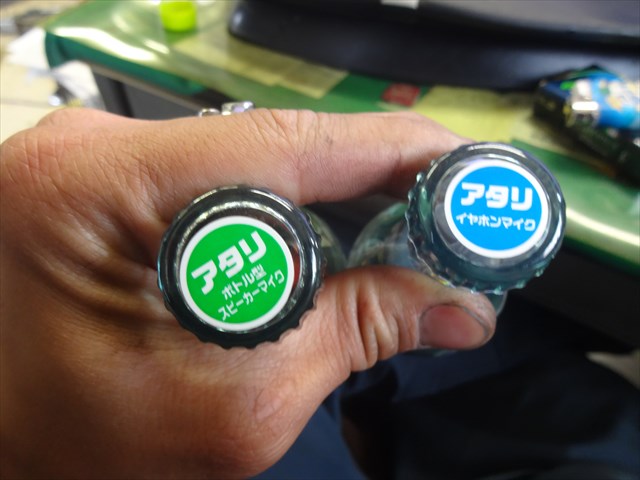 アタリ
ボトル型
スピーカーマイク
アタリ
イヤホンマイク